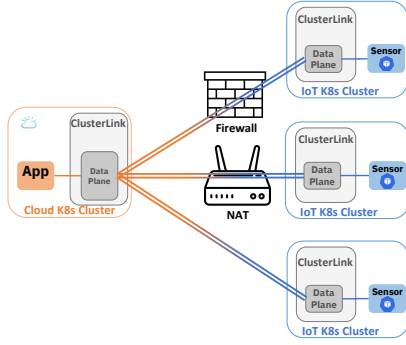 ClusterLink
Data
Plane
Sensor
IoT K8s Cluster
Firewall
ClusterLink
App
Data
Plane
Cloud K8s Cluster
NAT
ClusterLink
Data
Plane
Sensor
IoT K8s Cluster
ClusterLink
Data
Plane
Sensor
IoT K8s Cluster